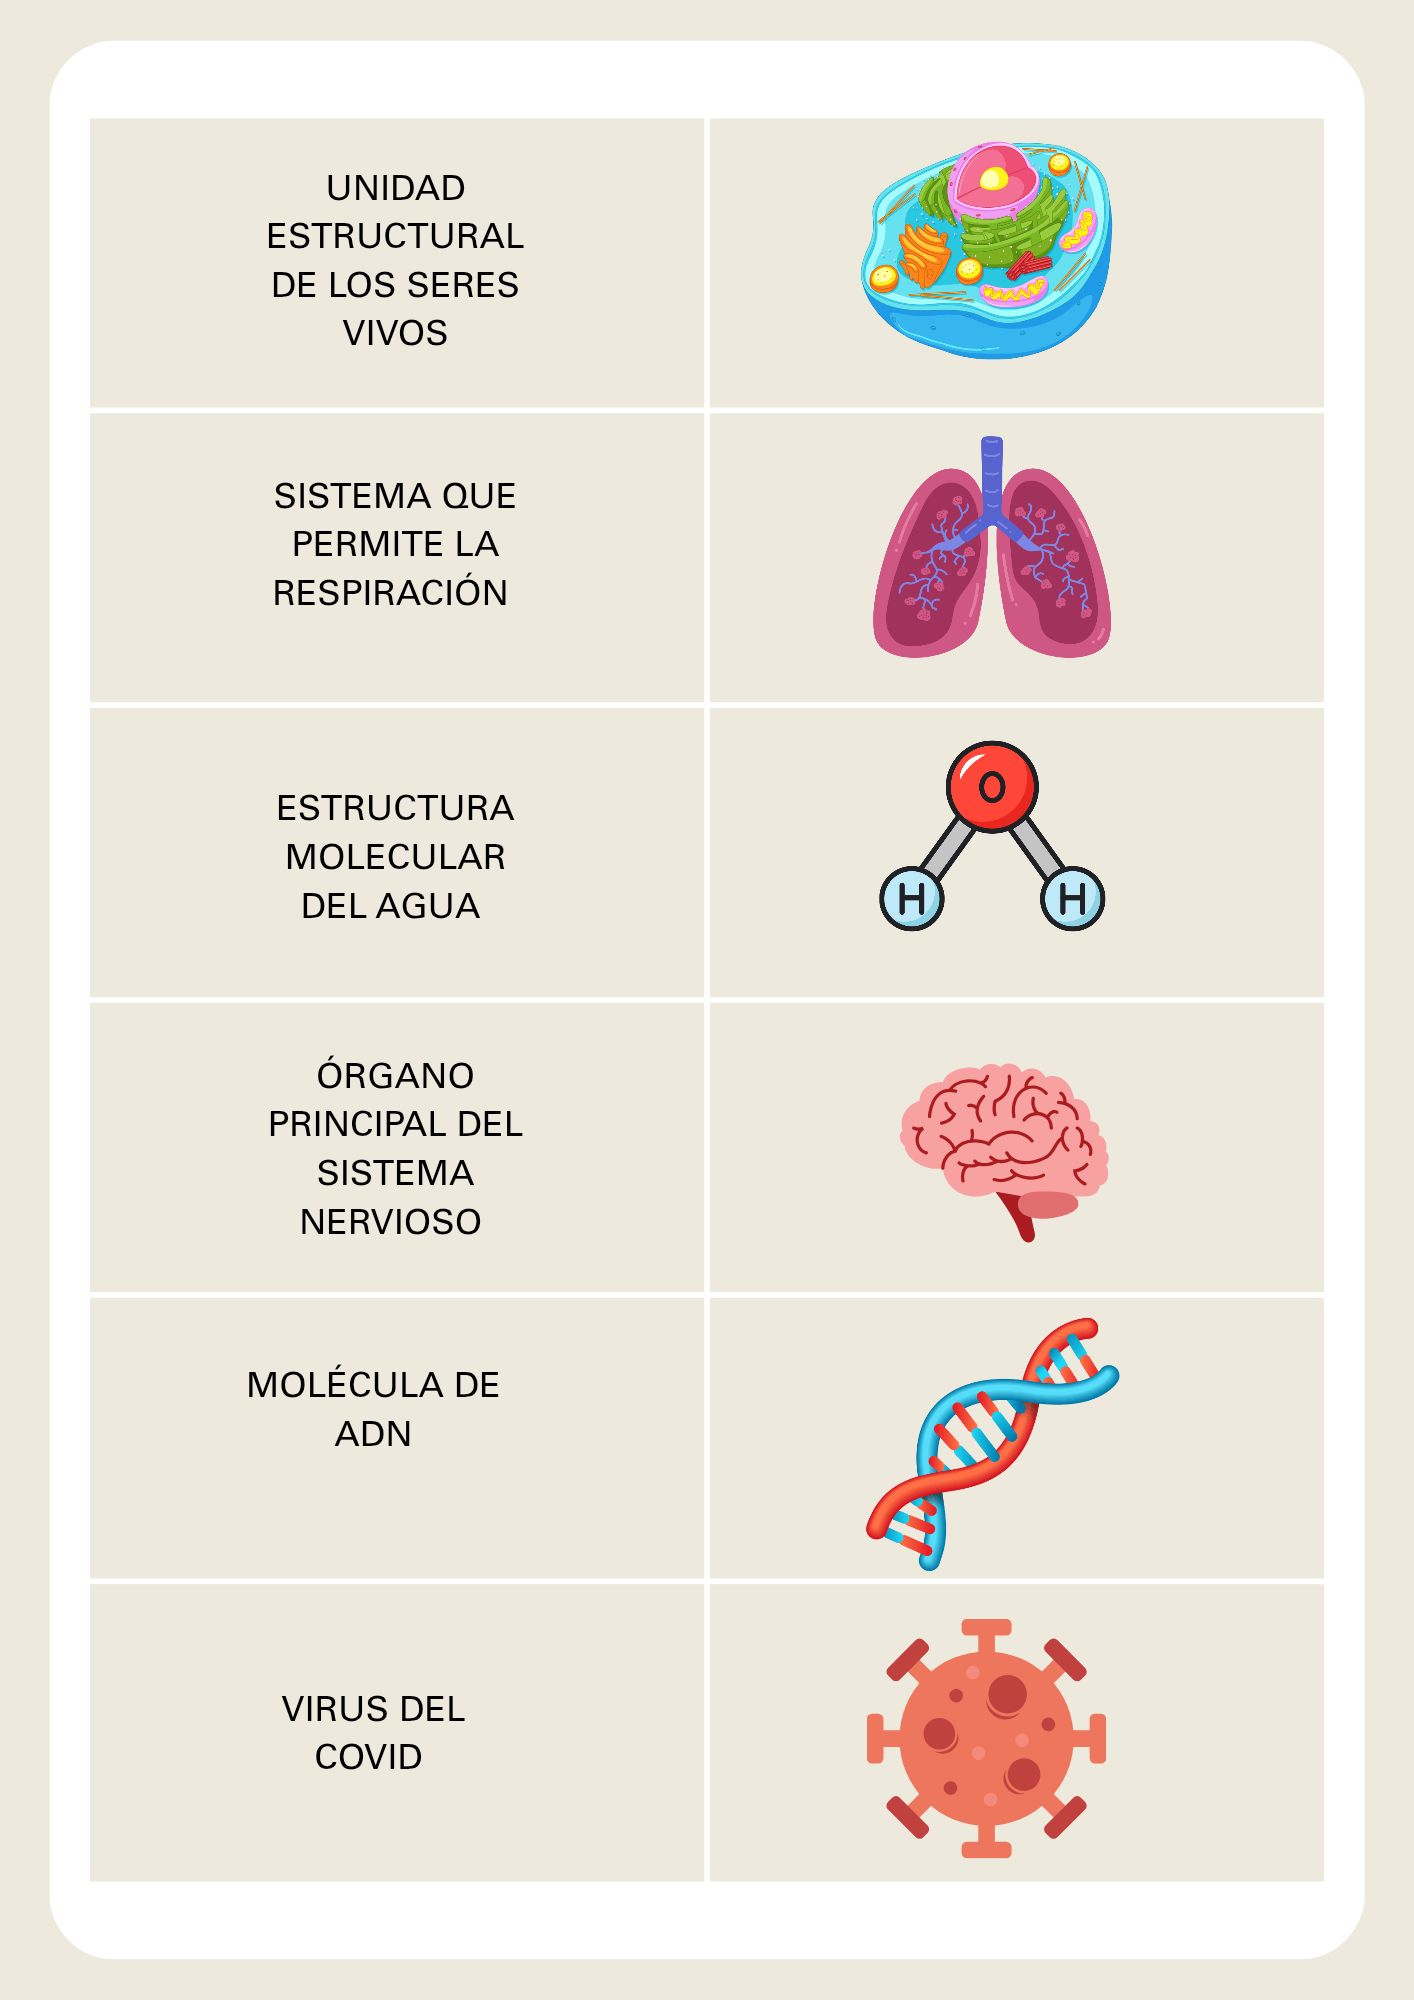 UNIDAD
ESTRUCTURAL
DE LOS SERES
VIVOS
SISTEMA QUE
PERMITE LA
RESPIRACIÓN
ESTRUCTURA
MOLECULAR
DEL AGUA
O
H H
ÓRGANO
PRINCIPAL DEL
SISTEMA
NERVIOSO
MOLÉCULA DE
ADN
VIRUS DEL
COVID